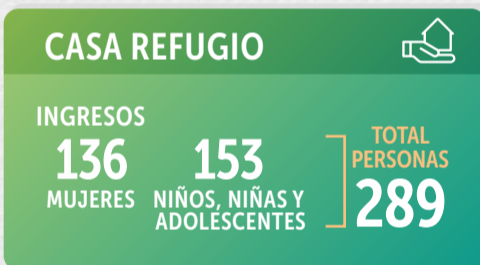 CASA REFUGIO
INGRESOS
136
MUJERES
153
NIÑOS, NIÑAS Y
ADOLESCENTES
TOTAL
PERSONAS
289